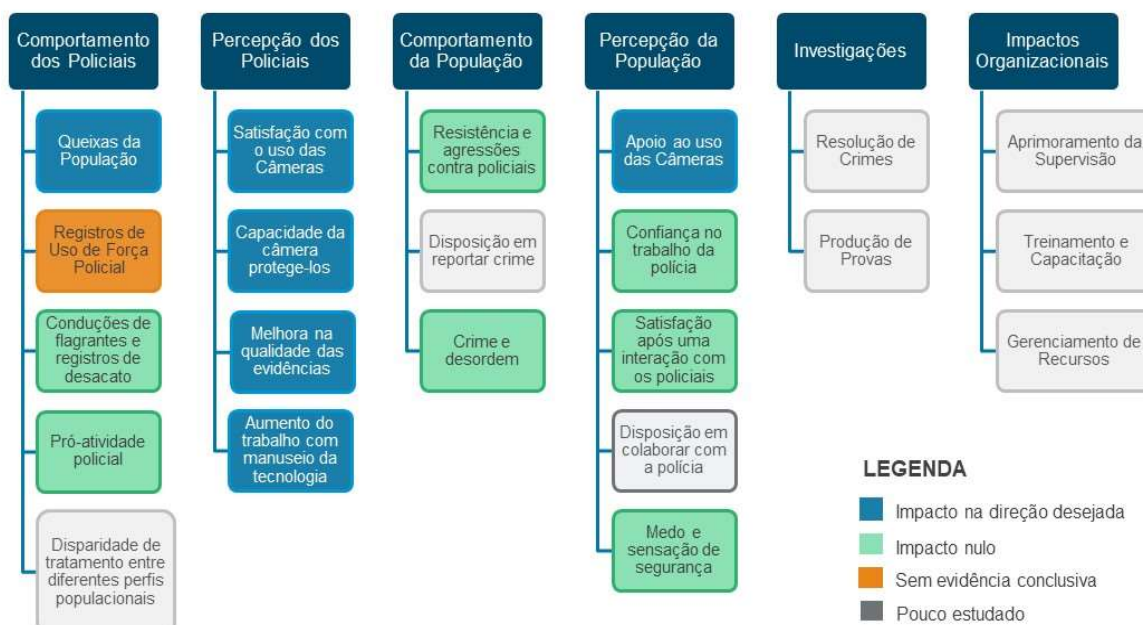 Comportamento
dos Policiais
Queixas da
População
Registros de
Uso de Força
Policial
Conduções de
flagrantes e
registros de
desacato
Pró-atividade
policial
Disparidade de
tratamento entre
diferentes perfis
populacionais
Percepção dos
Policiais
Satisfação com
o uso das
Câmeras
Capacidade da
câmera
protege-los
Melhora na
qualidade das
evidências
Aumento do
trabalho com
manuseio da
tecnologia
Comportamento
da População
Resistência e
agressões
contra policiais
Disposição em
reportar crime
Crime e
desordem
Percepção da
População
Apoio ao uso
das Câmeras
Confiança no
trabalho da
polícia
Satisfação
após uma
interação com
os policiais
Disposição em
colaborar com
a polícia
Medo e
sensação de
segurança
Investigações
Resolução de
Crimes
Produção de
Provas
Impactos
Organizacionais
Aprimoramento da
Supervisão
Treinamento e
Capacitação
Gerenciamento de
Recursos
LEGENDA
Impacto na direção desejada
Impacto nulo
Sem evidência conclusiva
Pouco estudado